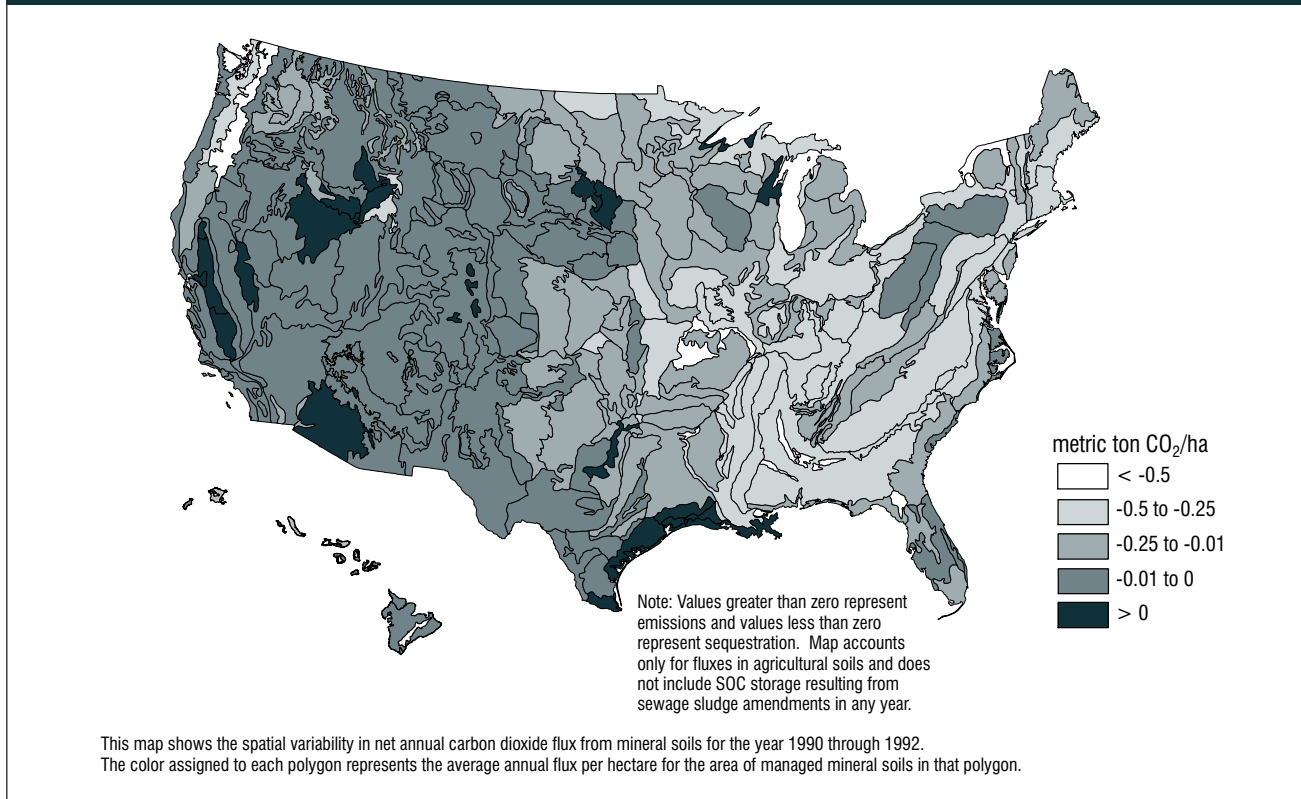 metric ton CO₂/ha
< -0.5
-0.5 to -0.25
-0.25 to -0.01
-0.01 to 0
> 0
Note: Values greater than zero represent
emissions and values less than zero
represent sequestration. Map accounts
only for fluxes in agricultural soils and does
not include SOC storage resulting from
sewage sludge amendments in any year.
This map shows the spatial variability in net annual carbon dioxide flux from mineral soils for the year 1990 through 1992.
The color assigned to each polygon represents the average annual flux per hectare for the area of managed mineral soils in that polygon.